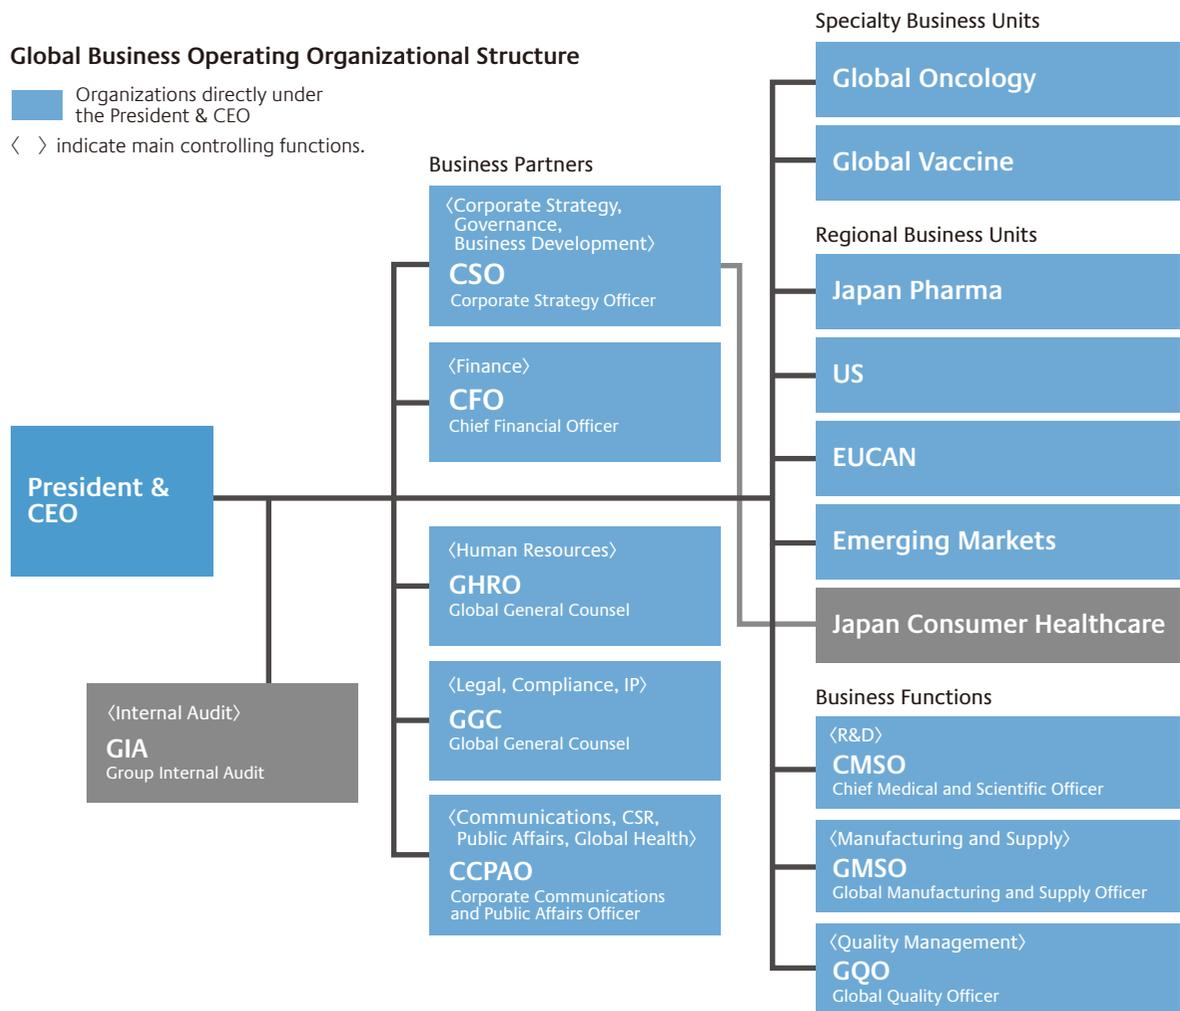 Global Business Operating Organizational Structure
Organizations directly under
the President & CEO
〈　〉 indicate main controlling functions.
President &
CEO
〈Internal Audit〉
GIA
Group Internal Audit
Business Partners
〈Corporate Strategy,
Governance,
Business Development〉
CSO
Corporate Strategy Officer
〈Finance〉
CFO
Chief Financial Officer
〈Human Resources〉
GHRO
Global General Counsel
〈Legal, Compliance, IP〉
GGC
Global General Counsel
〈Communications, CSR,
Public Affairs, Global Health〉
CCPAO
Corporate Communications
and Public Affairs Officer
Specialty Business Units
Global Oncology
Global Vaccine
Regional Business Units
Japan Pharma
US
EUCAN
Emerging Markets
Japan Consumer Healthcare
Business Functions
〈R&D〉
CMSO
Chief Medical and Scientific Officer
〈Manufacturing and Supply〉
GMSO
Global Manufacturing and Supply Officer
〈Quality Management〉
GQO
Global Quality Officer